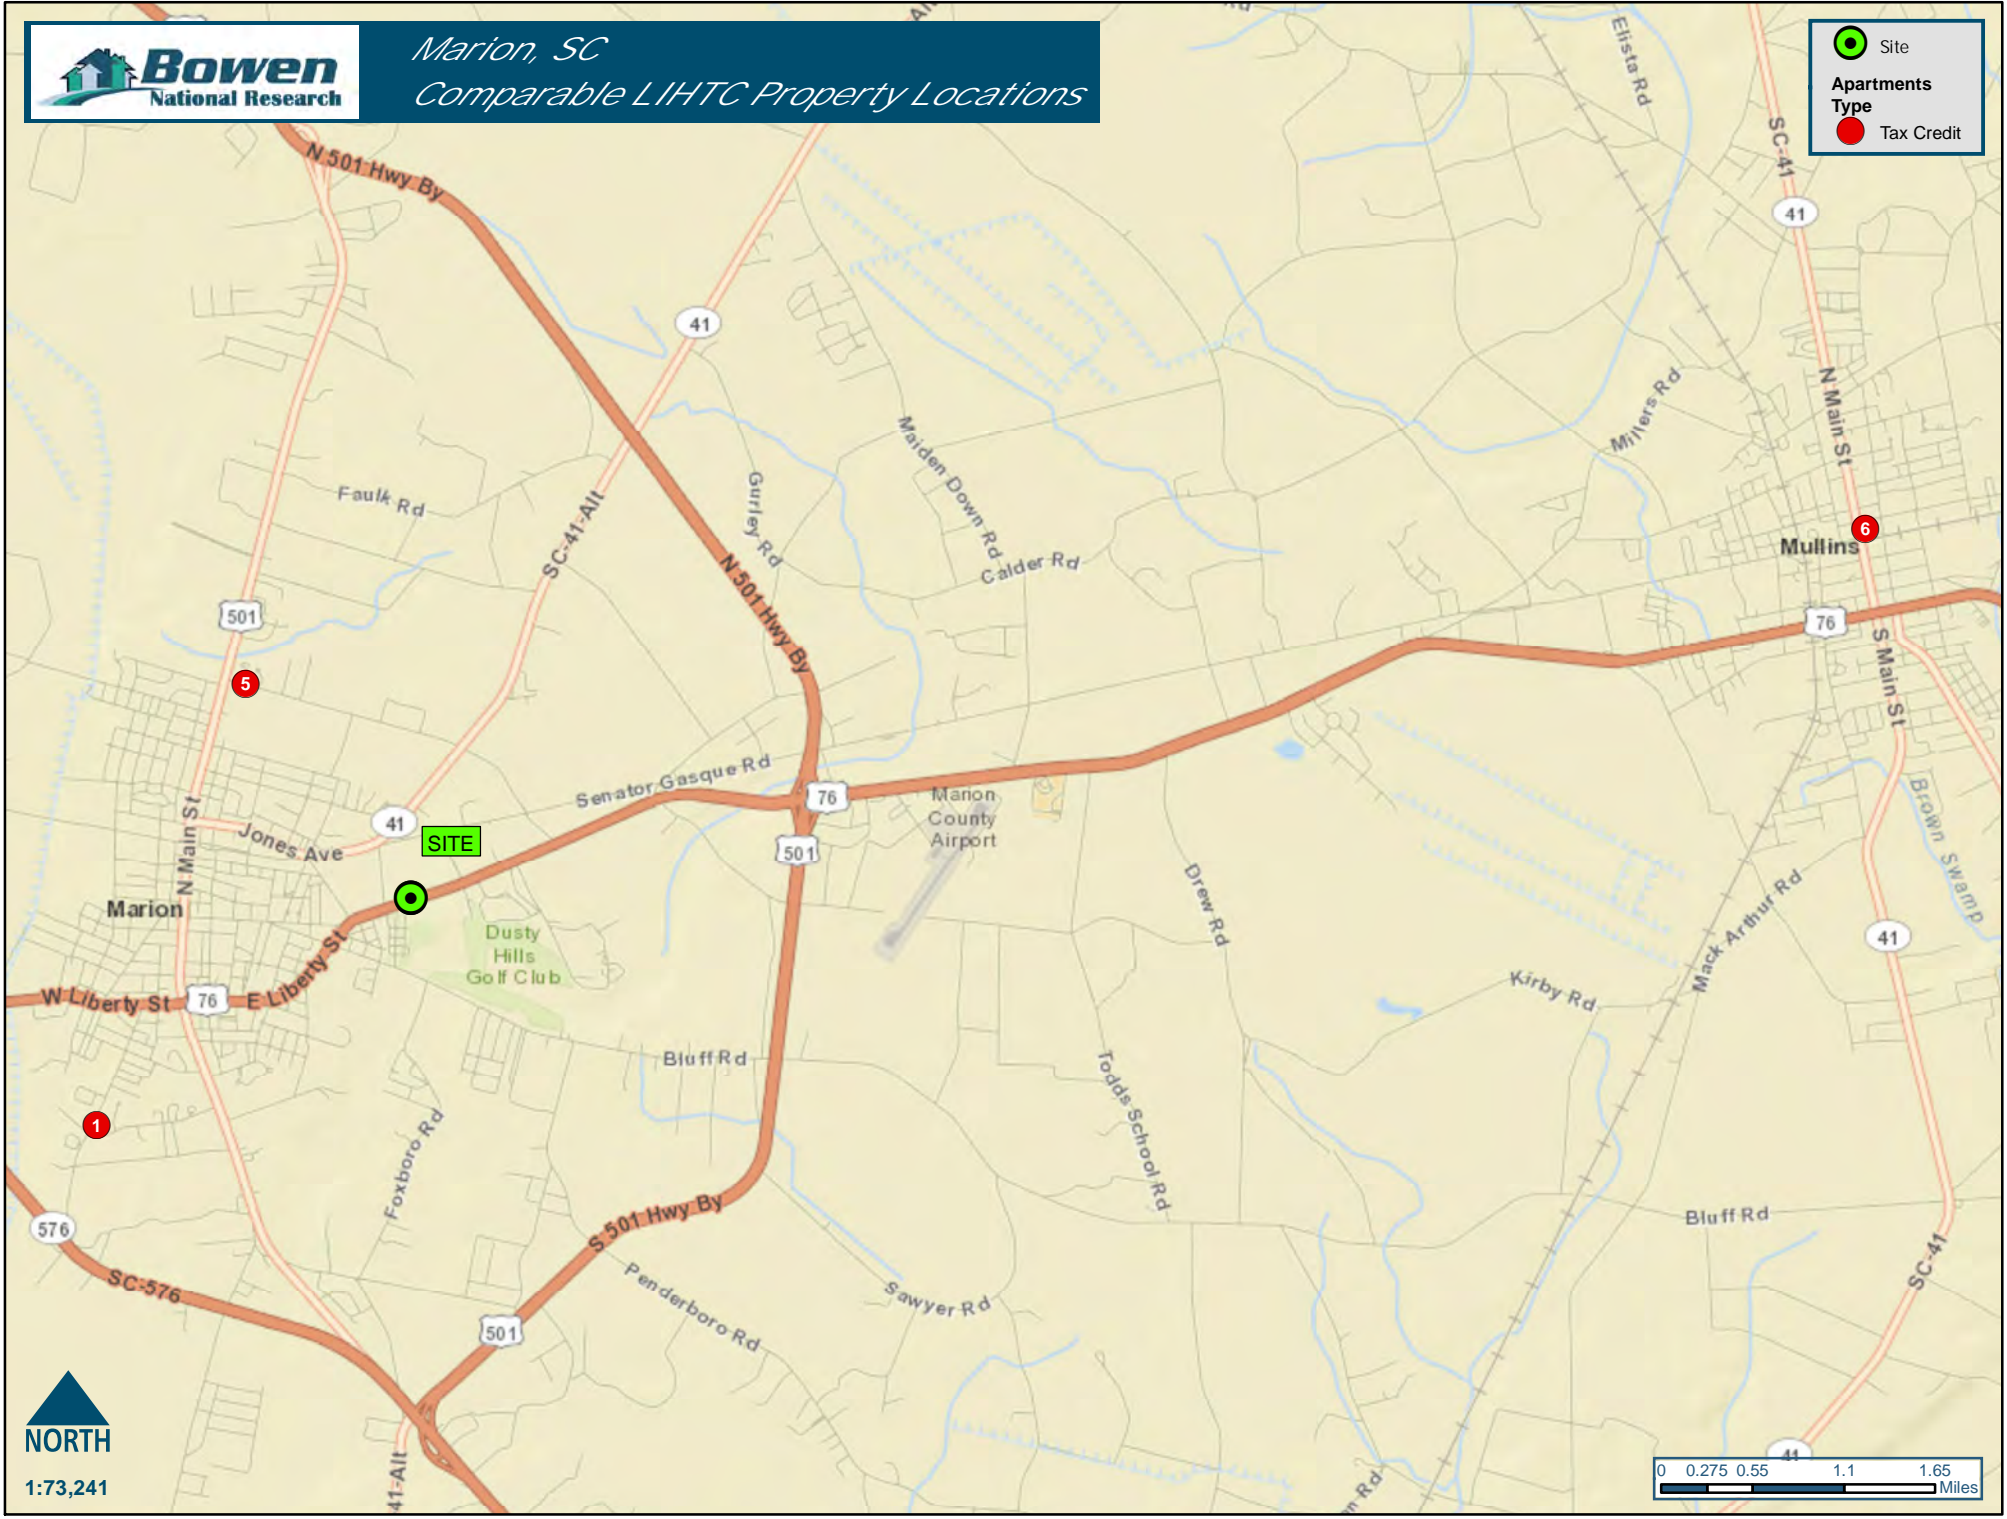 Bowen
National Research
Marion, SC
Comparable LIHTC Property Locations
Site
Apartments
Type
Tax Credit
Elista Rd
SC-41
41
N 501 Hwy By
41
N Main St
Millers Rd
Maiden Down Rd
Faulk Rd
Gurley Rd
SC-41-Alt
Calder Rd
N 501 Hwy By
6
Mullins
501
76
5
S Main St
Senator Gasque Rd
76
Marion
County
Airport
501
Brown Swamp
N Main St
Jones Ave
41
SITE
Drew Rd
Mack Arthur Rd
Marion
Dusty
Hills
Golf Club
41
Kirby Rd
W Liberty St
76
E Liberty St
Bluff Rd
Todds School Rd
1
Foxboro Rd
576
S 501 Hwy By
Bluff Rd
SC-41
SC-576
Penderboro Rd
Sawyer Rd
501
NORTH
1:73,241
41-Alt
41
0 0.275 0.55 1.1 1.65
Miles